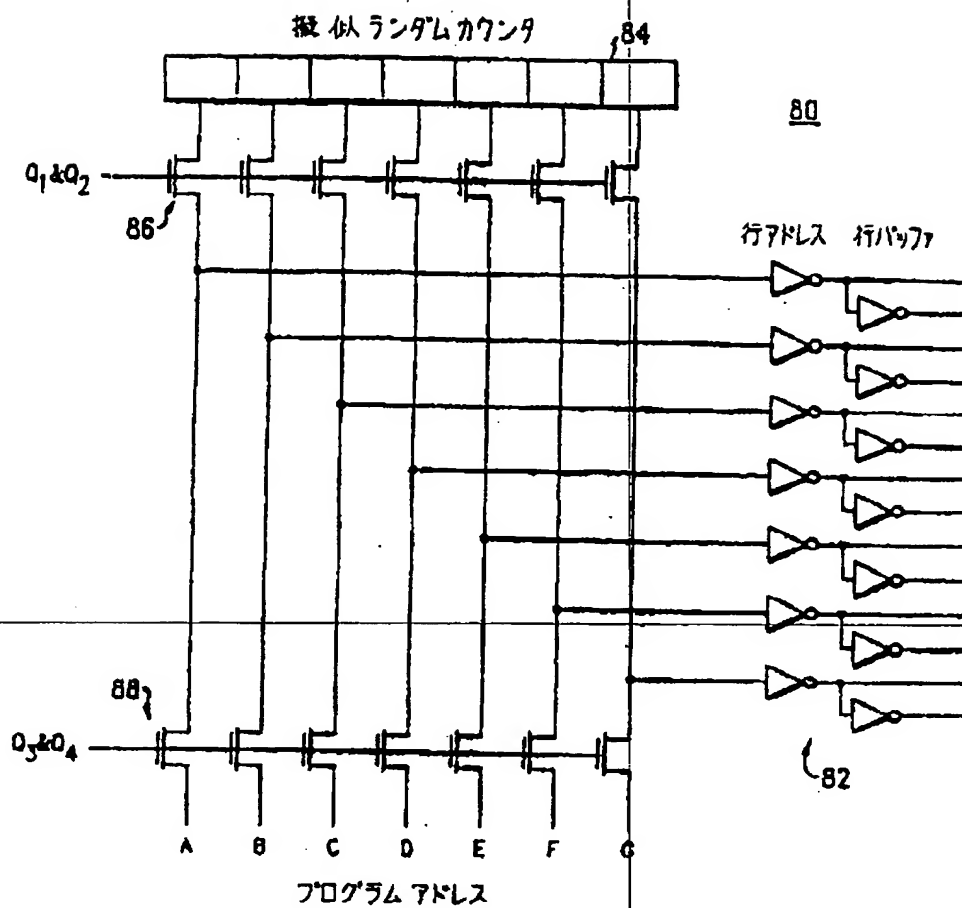 擬似ランダムカウンタ
84
80
Q₁&Q₂
86
行アドレス 行バッファ
88
Q₃&Q₄
82
A B C D E F G
プログラムアドレス